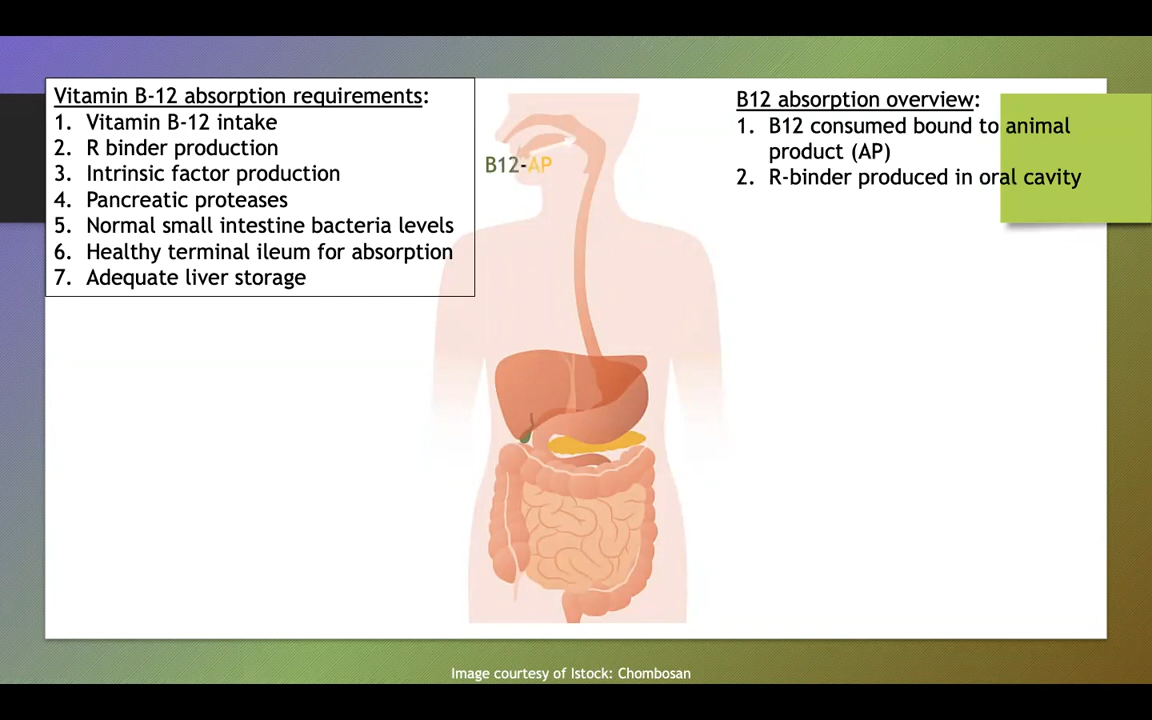 Vitamin B-12 absorption requirements:
1. Vitamin B-12 intake
2. R binder production
3. Intrinsic factor production
4. Pancreatic proteases
5. Normal small intestine bacteria levels
6. Healthy terminal ileum for absorption
7. Adequate liver storage
B12-AP
B12 absorption overview:
1. B12 consumed bound to animal
product (AP)
2. R-binder produced in oral cavity
Image courtesy of Istock: Chombosan